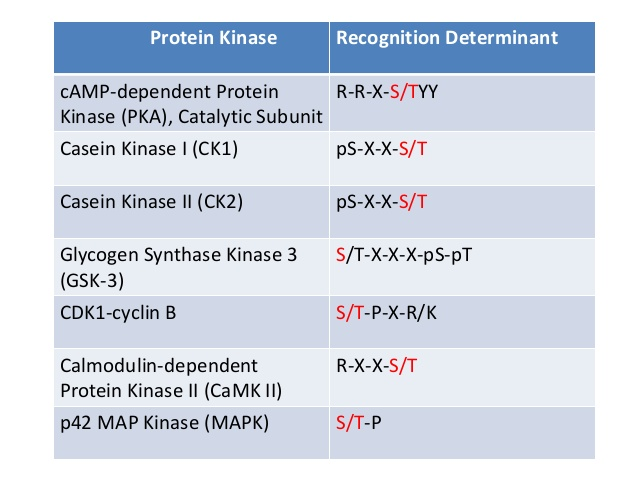 Protein Kinase
Recognition Determinant
cAMP-dependent Protein
Kinase (PKA), Catalytic Subunit
R-R-X-S/TYY
Casein Kinase I (CK1)
pS-X-X-S/T
Casein Kinase II (CK2)
pS-X-X-S/T
Glycogen Synthase Kinase 3
(GSK-3)
S/T-X-X-X-pS-pT
CDK1-cyclin B
S/T-P-X-R/K
Calmodulin-dependent
Protein Kinase II (CaMK II)
R-X-X-S/T
p42 MAP Kinase (MAPK)
S/T-P